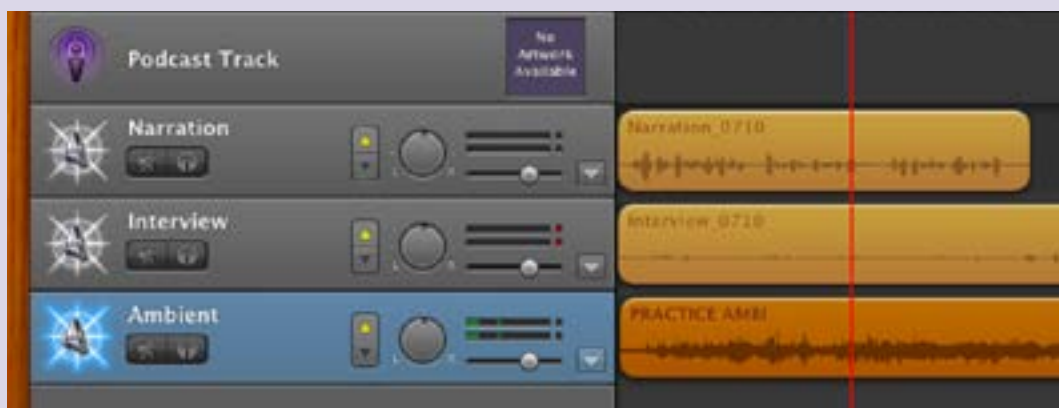 Podcast Track
No
Artwork
Available
Narration
L R
Narration_0710
Interview
L R
Interview_0710
Ambient
L R
PRACTICE AMBI